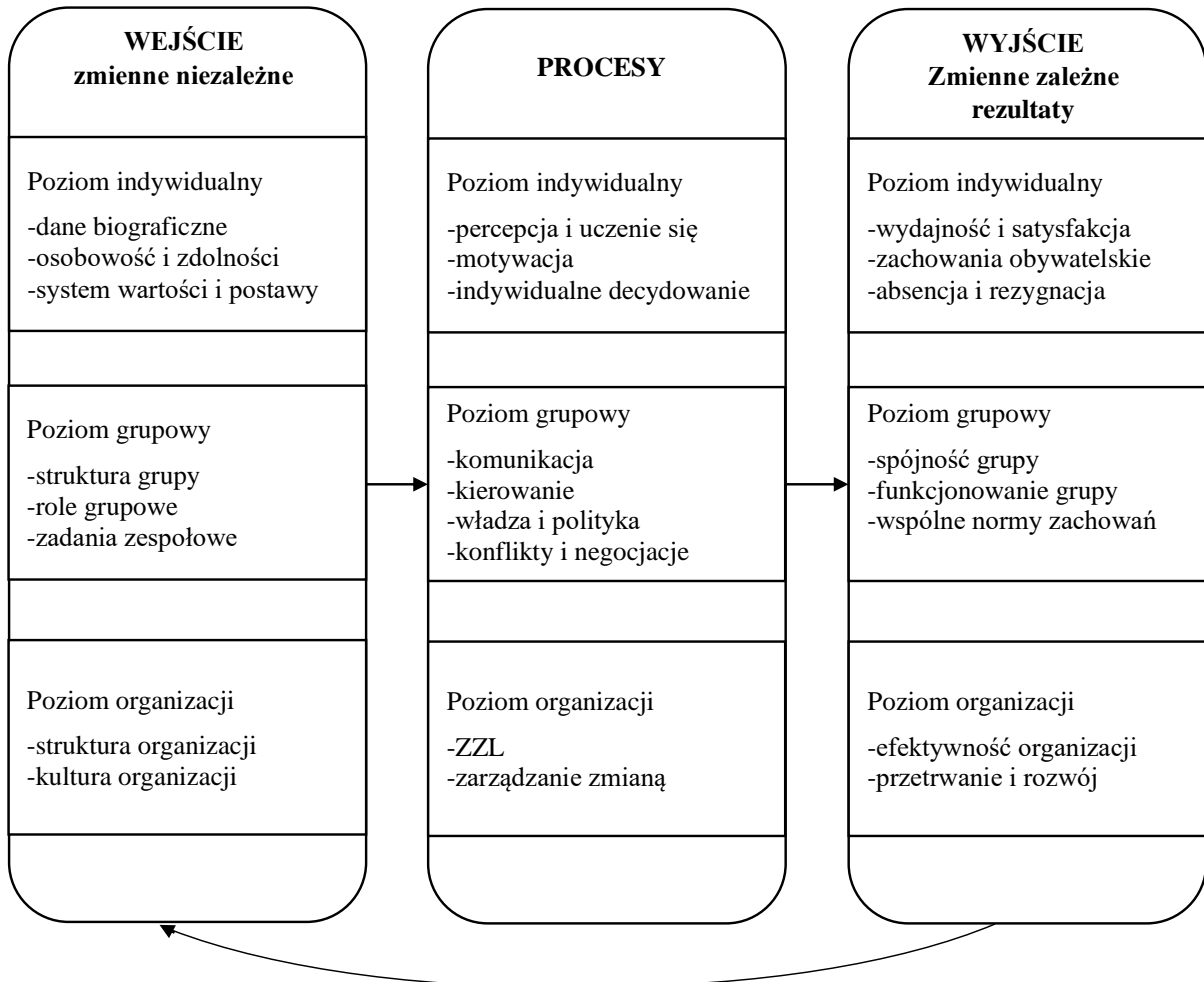 WEJŚCIE
zmienne niezależne
Poziom indywidualny
-dane biograficzne
-osobowość i zdolności
-system wartości i postawy
Poziom grupowy
-struktura grupy
-role grupowe
-zadania zespołowe
Poziom organizacji
-struktura organizacji
-kultura organizacji
PROCESY
Poziom indywidualny
-percepcja i uczenie się
-motywacja
-indywidualne decydowanie
Poziom grupowy
-komunikacja
-kierowanie
-władza i polityka
-konflikty i negocjacje
Poziom organizacji
-ZZL
-zarządzanie zmianą
WYJŚCIE
Zmienne zależne
rezultaty
Poziom indywidualny
-wydajność i satysfakcja
-zachowania obywatelskie
-absencja i rezygnacja
Poziom grupowy
-spójność grupy
-funkcjonowanie grupy
-wspólne normy zachowań
Poziom organizacji
-efektywność organizacji
-przetrwanie i rozwój